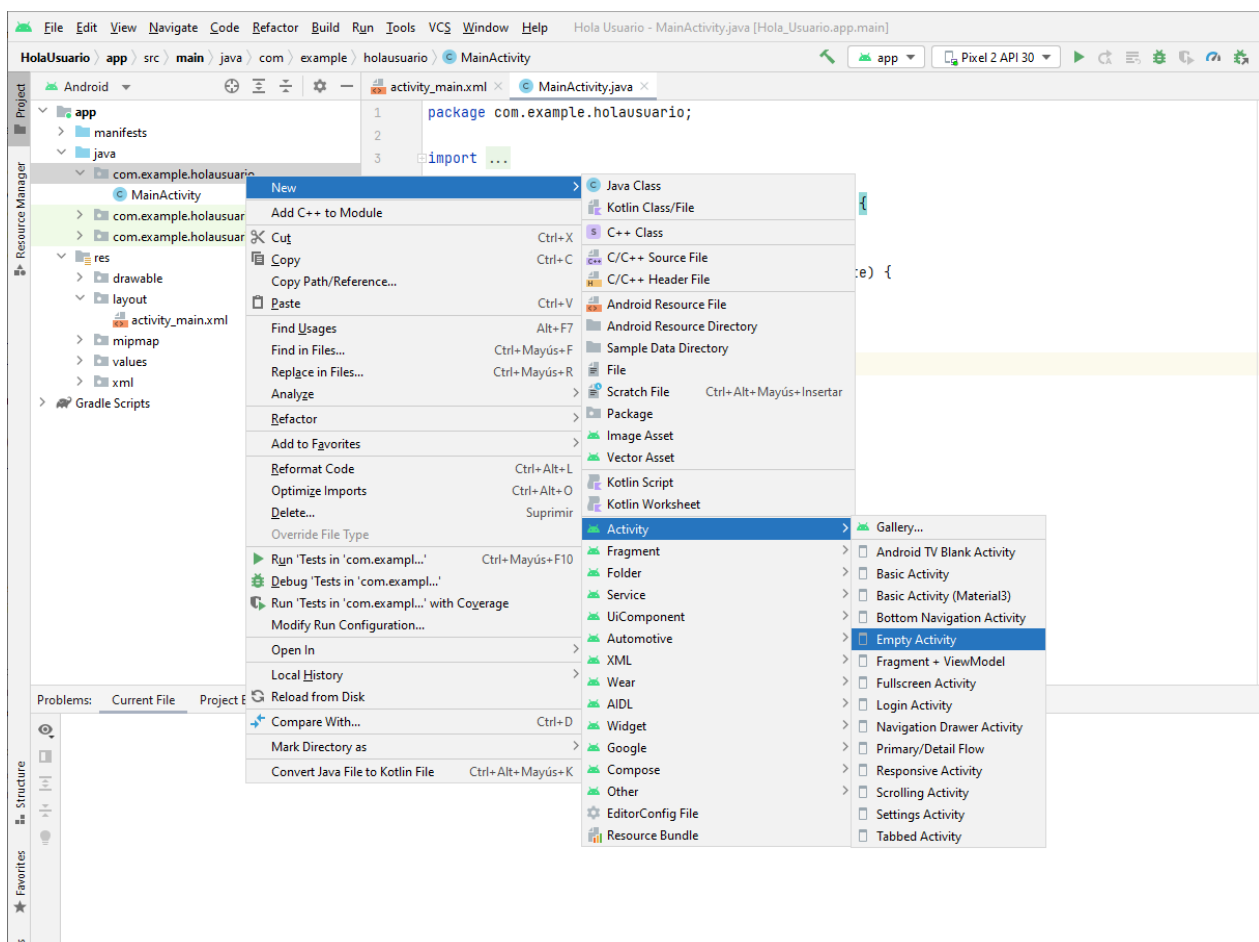 File Edit View Navigate Code Refactor Build Run Tools VCS Window Help Hola Usuario - MainActivity.java [Hola_Usuario.app.main]
HolaUsuario app src main java com example holausuario MainActivity app Pixel 2 API 30
Project
Resource Manager
Structure
Favorites
Android
app
manifests
java
com.example.holausuario
MainActivity
com.example.holausuar
com.example.holausuar
res
drawable
layout
activity_main.xml
mipmap
values
xml
Gradle Scripts
activity_main.xml MainActivity.java
1 package com.example.holausuario;
2
3 import ...
{
te) {
New
Add C++ to Module
Cut Ctrl+X
Copy Ctrl+C
Copy Path/Reference...
Paste Ctrl+V
Find Usages Alt+F7
Find in Files... Ctrl+Mayús+F
Replace in Files... Ctrl+Mayús+R
Analyze
Refactor
Add to Favorites
Reformat Code Ctrl+Alt+L
Optimize Imports Ctrl+Alt+O
Delete... Suprimir
Override File Type
Run 'Tests in 'com.exampl...' Ctrl+Mayús+F10
Debug 'Tests in 'com.exampl...'
Run 'Tests in 'com.exampl...' with Coverage
Modify Run Configuration...
Open In
Local History
Reload from Disk
Compare With... Ctrl+D
Mark Directory as
Convert Java File to Kotlin File Ctrl+Alt+Mayús+K
Java Class
Kotlin Class/File
C++ Class
C/C++ Source File
C/C++ Header File
Android Resource File
Android Resource Directory
Sample Data Directory
File
Scratch File Ctrl+Alt+Mayús+Insertar
Package
Image Asset
Vector Asset
Kotlin Script
Kotlin Worksheet
Activity
Fragment
Folder
Service
UiComponent
Automotive
XML
Wear
AIDL
Widget
Google
Compose
Other
EditorConfig File
Resource Bundle
Gallery...
Android TV Blank Activity
Basic Activity
Basic Activity (Material3)
Bottom Navigation Activity
Empty Activity
Fragment + ViewModel
Fullscreen Activity
Login Activity
Navigation Drawer Activity
Primary/Detail Flow
Responsive Activity
Scrolling Activity
Settings Activity
Tabbed Activity
Problems: Current File Project E